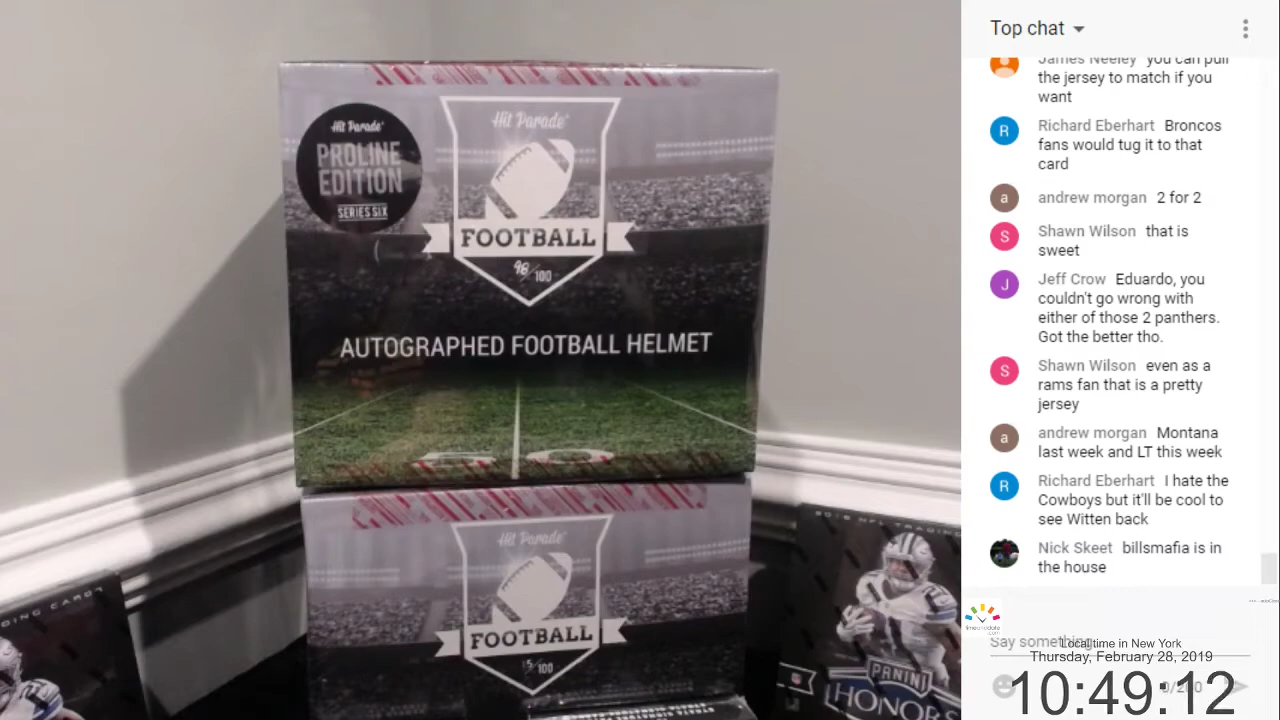 Hit Parade
PROLINE
EDITION
SERIES SIX
Hit Parade
FOOTBALL
98/100
AUTOGRAPHED FOOTBALL HELMET
50
Hit Parade
FOOTBALL
15/100
PANINI
HONORS
Top chat
James Neeley you can pull
the jersey to match if you
want
Richard Eberhart Broncos
fans would tug it to that
card
andrew morgan 2 for 2
Shawn Wilson that is
sweet
Jeff Crow Eduardo, you
couldn't go wrong with
either of those 2 panthers.
Got the better tho.
Shawn Wilson even as a
rams fan that is a pretty
jersey
andrew morgan Montana
last week and LT this week
Richard Eberhart I hate the
Cowboys but it'll be cool to
see Witten back
Nick Skeet billsmafia is in
the house
Say something...
Local time in New York
Thursday, February 28, 2019
10:49:12